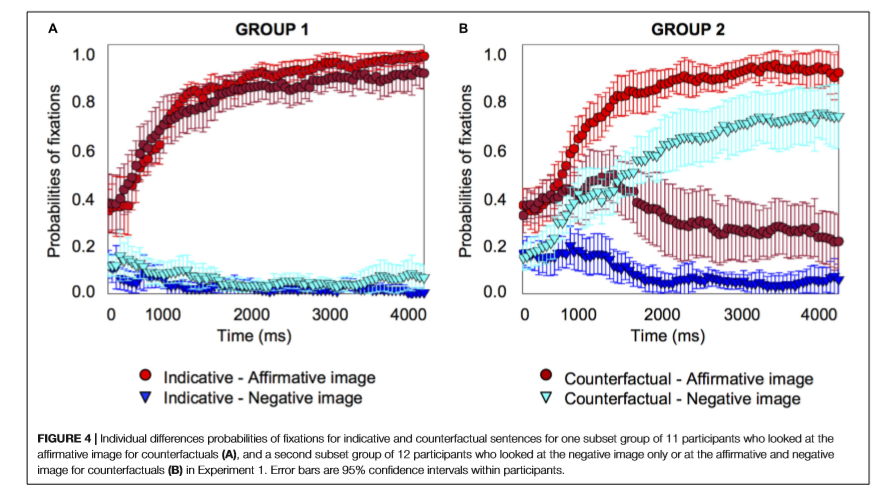 A
GROUP 1
Probabilities of fixations
1.0
0.8
0.6
0.4
0.2
0.0
0
1000
2000
3000
4000
Time (ms)
Indicative - Affirmative image
Indicative - Negative image
B
GROUP 2
Probabilities of fixations
1.0
0.8
0.6
0.4
0.2
0.0
0
1000
2000
3000
4000
Time (ms)
Counterfactual - Affirmative image
Counterfactual - Negative image
FIGURE 4 | Individual differences probabilities of fixations for indicative and counterfactual sentences for one subset group of 11 participants who looked at the
affirmative image for counterfactuals (A), and a second subset group of 12 participants who looked at the negative image only or at the affirmative and negative
image for counterfactuals (B) in Experiment 1. Error bars are 95% confidence intervals within participants.